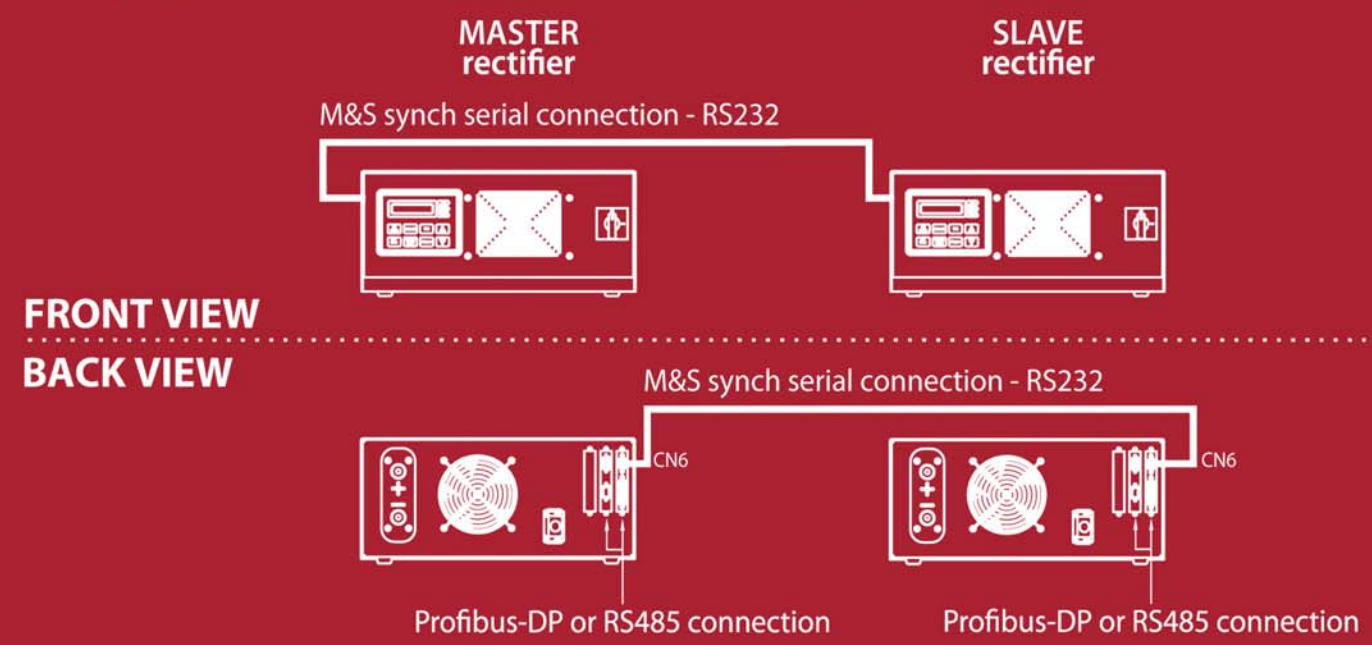 MASTER
rectifier
SLAVE
rectifier
M&S synch serial connection - RS232
FRONT VIEW
BACK VIEW
M&S synch serial connection - RS232
CN6
CN6
Profibus-DP or RS485 connection
Profibus-DP or RS485 connection